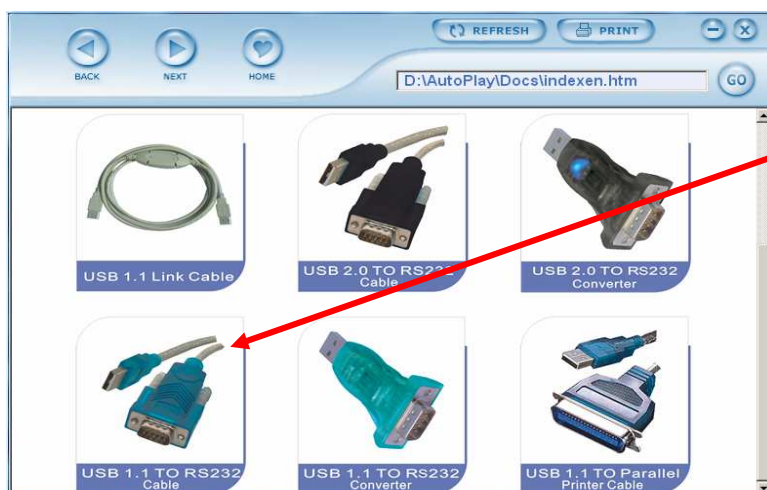 REFRESH
PRINT
BACK
NEXT
HOME
D:\AutoPlay\Docs\indexen.htm
GO
USB 1.1 Link Cable
USB 2.0 TO RS232
Cable
USB 2.0 TO RS232
Converter
USB 1.1 TO RS232
Cable
USB 1.1 TO RS232
Converter
USB 1.1 TO Parallel
Printer Cable